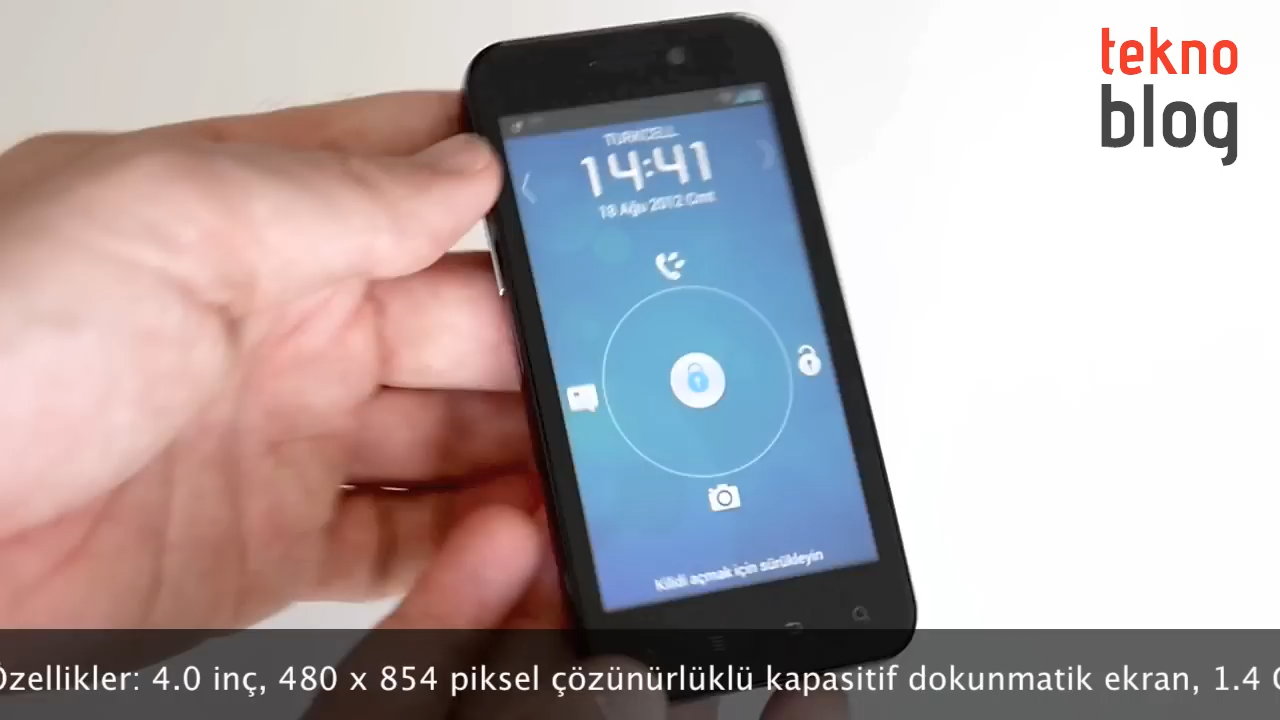 tekno
blog
TURKCELL
14:41
18 Ağu 2012 Cmt
Kilidi açmak için sürükleyin
Özellikler: 4.0 inç, 480 x 854 piksel çözünürlüklü kapasitif dokunmatik ekran, 1.4